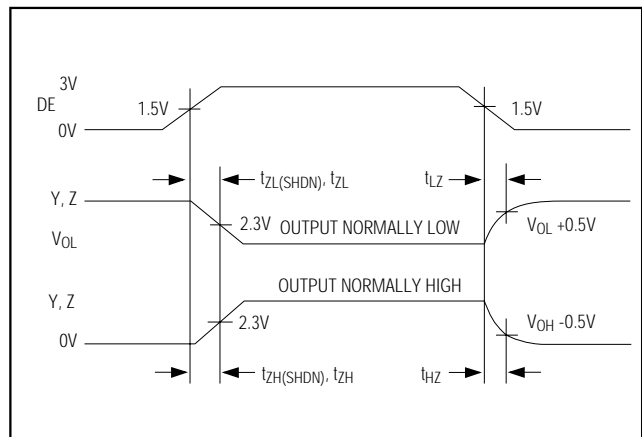 3V
DE
1.5V
1.5V
0V
tZL(SHDN), tZL
tLZ
Y, Z
2.3V
OUTPUT NORMALLY LOW
VOL +0.5V
VOL
OUTPUT NORMALLY HIGH
Y, Z
2.3V
VOH -0.5V
0V
tZH(SHDN), tZH
tHZ